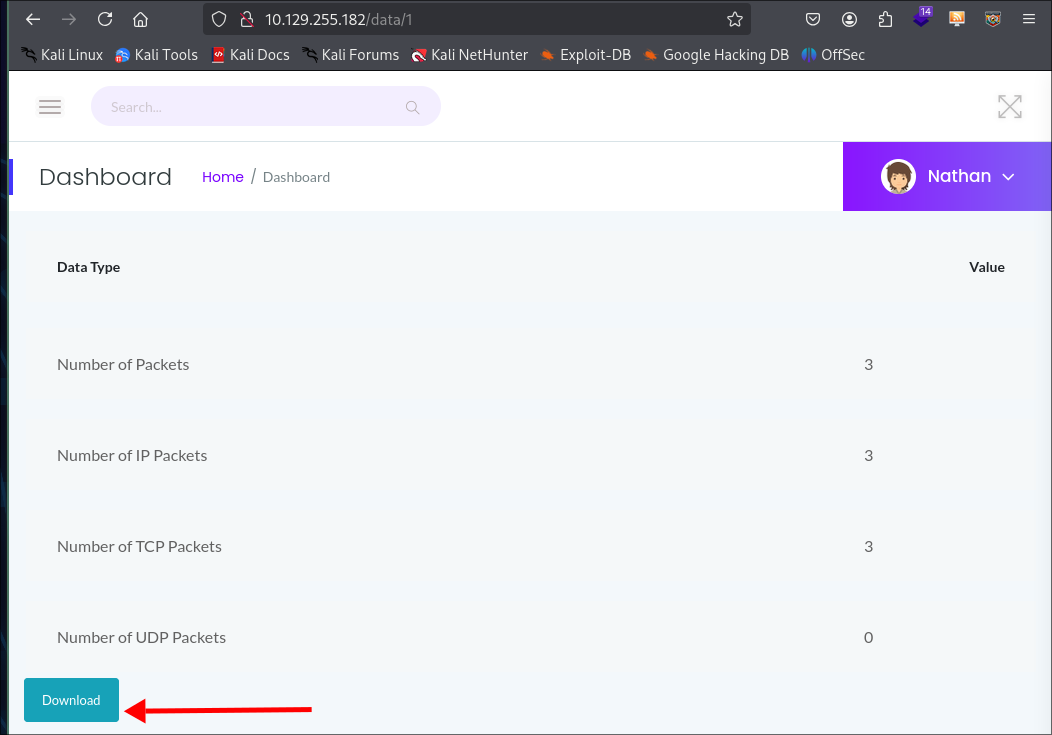 10.129.255.182/data/1
14
Kali Linux Kali Tools Kali Docs Kali Forums Kali NetHunter Exploit-DB Google Hacking DB OffSec
Search...
Dashboard Home / Dashboard Nathan
Data Type Value
Number of Packets 3
Number of IP Packets 3
Number of TCP Packets 3
Number of UDP Packets 0
Download